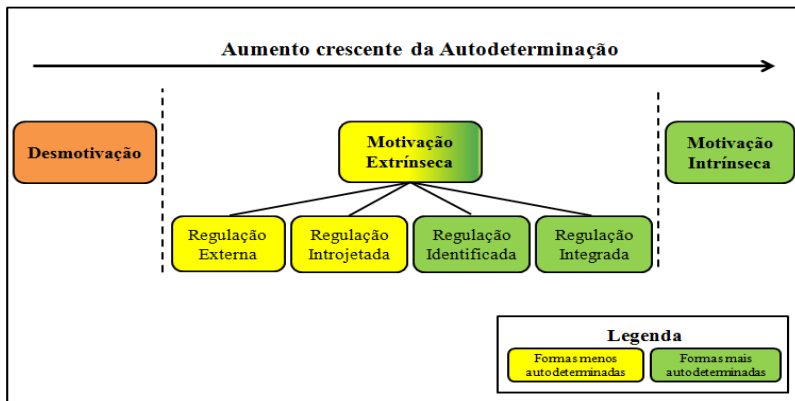 Aumento crescente da Autodeterminação
Desmotivação
Motivação
Extrínseca
Motivação
Intrínseca
Regulação
Externa
Regulação
Introjetada
Regulação
Identificada
Regulação
Integrada
Legenda
Formas menos
autodeterminadas
Formas mais
autodeterminadas